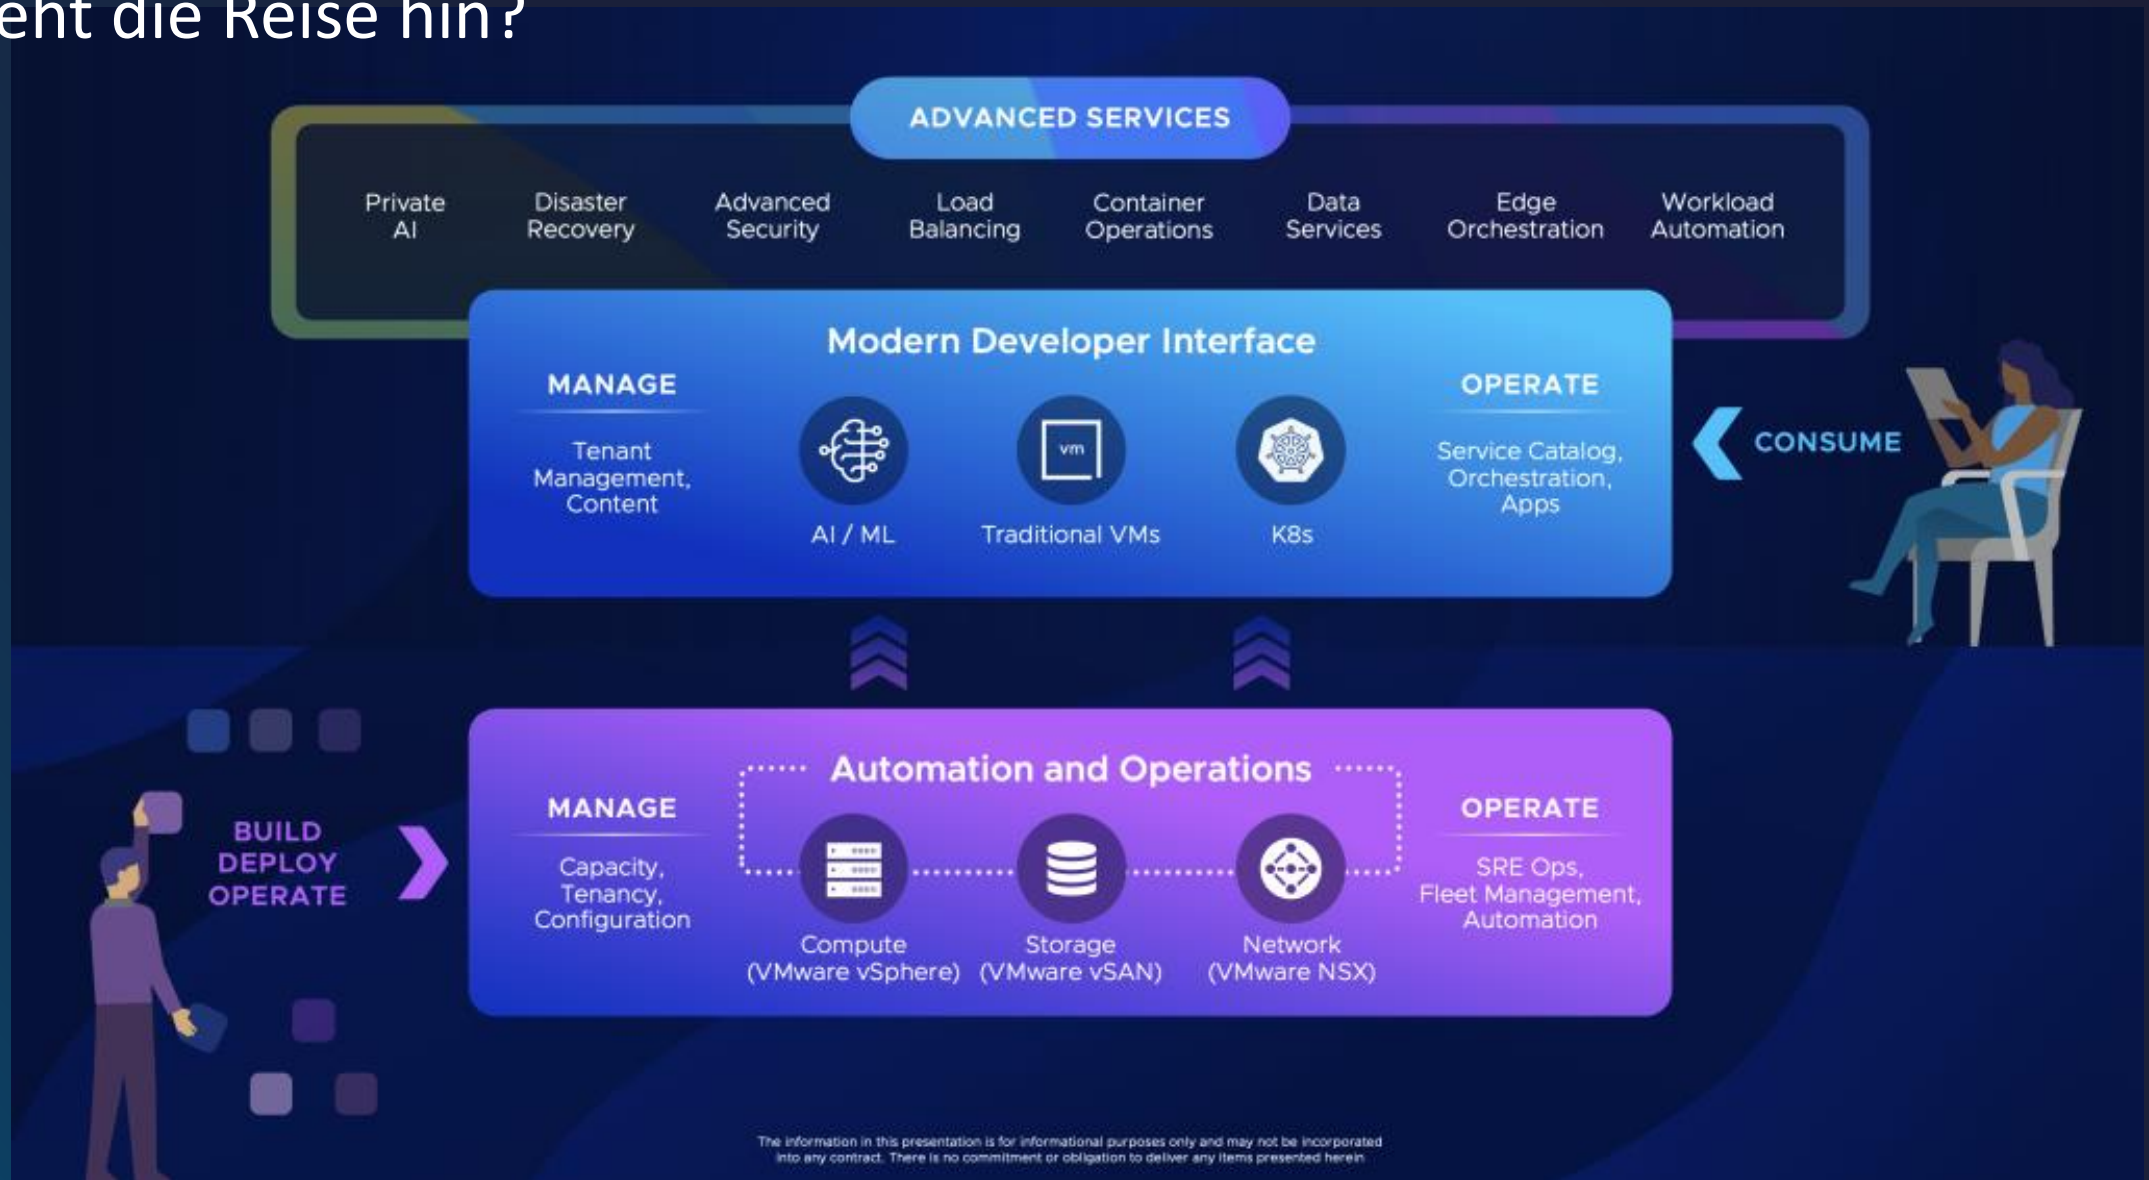 eht die Reise hin?
ADVANCED SERVICES
Private
AI
Disaster
Recovery
Advanced
Security
Load
Balancing
Container
Operations
Data
Services
Edge
Orchestration
Workload
Automation
Modern Developer Interface
MANAGE
Tenant
Management,
Content
vm
AI / ML
Traditional VMs
K8s
OPERATE
Service Catalog,
Orchestration,
Apps
CONSUME
BUILD
DEPLOY
OPERATE
Automation and Operations
MANAGE
Capacity,
Tenancy,
Configuration
Compute
(VMware vSphere)
Storage
(VMware vSAN)
Network
(VMware NSX)
OPERATE
SRE Ops,
Fleet Management,
Automation
The information in this presentation is for informational purposes only and may not be incorporated
into any contract. There is no commitment or obligation to deliver any items presented herein